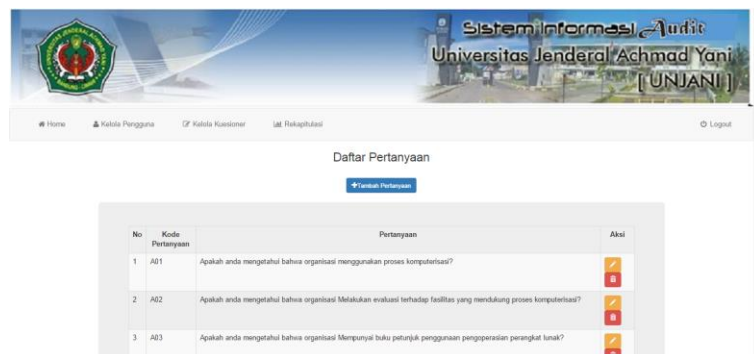 Sistem Informasi Audit
Universitas Jenderal Achmad Yani
[ UNJANI ]
Home Kelola Pengguna Kelola Kuesioner Rekapitulasi Logout
Daftar Pertanyaan
+Tambah Pertanyaan
No Kode Pertanyaan Pertanyaan Aksi
1 A01 Apakah anda mengetahui bahwa organisasi menggunakan proses komputerisasi?
2 A02 Apakah anda mengetahui bahwa organisasi Melakukan evaluasi terhadap fasilitas yang mendukung proses komputerisasi?
3 A03 Apakah anda mengetahui bahwa organisasi Mempunyai buku petunjuk penggunaan pengoperasian perangkat lunak?